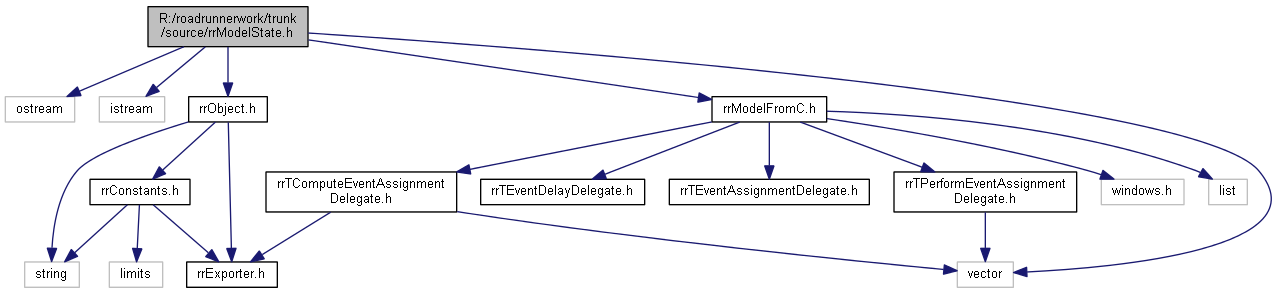 R:/roadrunnerwork/trunk
/source/rrModelState.h
ostream
istream
rrObject.h
rrModelFromC.h
rrConstants.h
rrTComputeEventAssignment
Delegate.h
rrTEventDelayDelegate.h
rrTEventAssignmentDelegate.h
rrTPerformEventAssignment
Delegate.h
windows.h
list
string
limits
rrExporter.h
vector